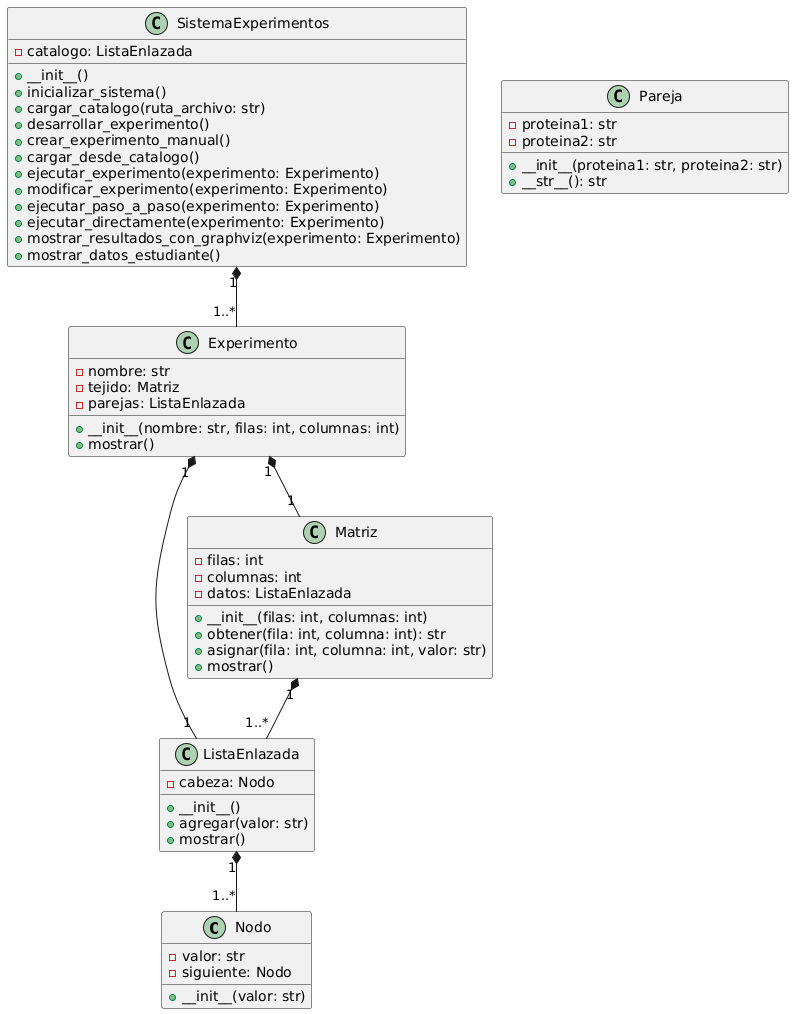 C SistemaExperimentos
catalogo: ListaEnlazada
__init__()
inicializar_sistema()
cargar_catalogo(ruta_archivo: str)
desarrollar_experimento()
crear_experimento_manual()
cargar_desde_catalogo()
ejecutar_experimento(experimento: Experimento)
modificar_experimento(experimento: Experimento)
ejecutar_paso_a_paso(experimento: Experimento)
ejecutar_directamente(experimento: Experimento)
mostrar_resultados_con_graphviz(experimento: Experimento)
mostrar_datos_estudiante()
C Pareja
proteina1: str
proteina2: str
__init__(proteina1: str, proteina2: str)
__str__(): str
1
1..*
C Experimento
nombre: str
tejido: Matriz
parejas: ListaEnlazada
__init__(nombre: str, filas: int, columnas: int)
mostrar()
1
1
1
C Matriz
filas: int
columnas: int
datos: ListaEnlazada
__init__(filas: int, columnas: int)
obtener(fila: int, columna: int): str
asignar(fila: int, columna: int, valor: str)
mostrar()
1
1
1..*
C ListaEnlazada
cabeza: Nodo
__init__()
agregar(valor: str)
mostrar()
1
1..*
C Nodo
valor: str
siguiente: Nodo
__init__(valor: str)